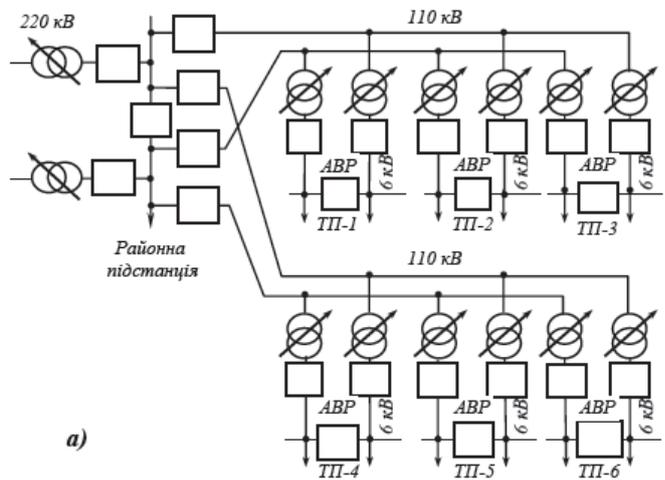 220 кВ
110 кВ
АВР
6 кВ
АВР
6 кВ
АВР
6 кВ
ТП-1
ТП-2
ТП-3
Районна
підстанція
110 кВ
АВР
6 кВ
АВР
6 кВ
АВР
6 кВ
а)
ТП-4
ТП-5
ТП-6